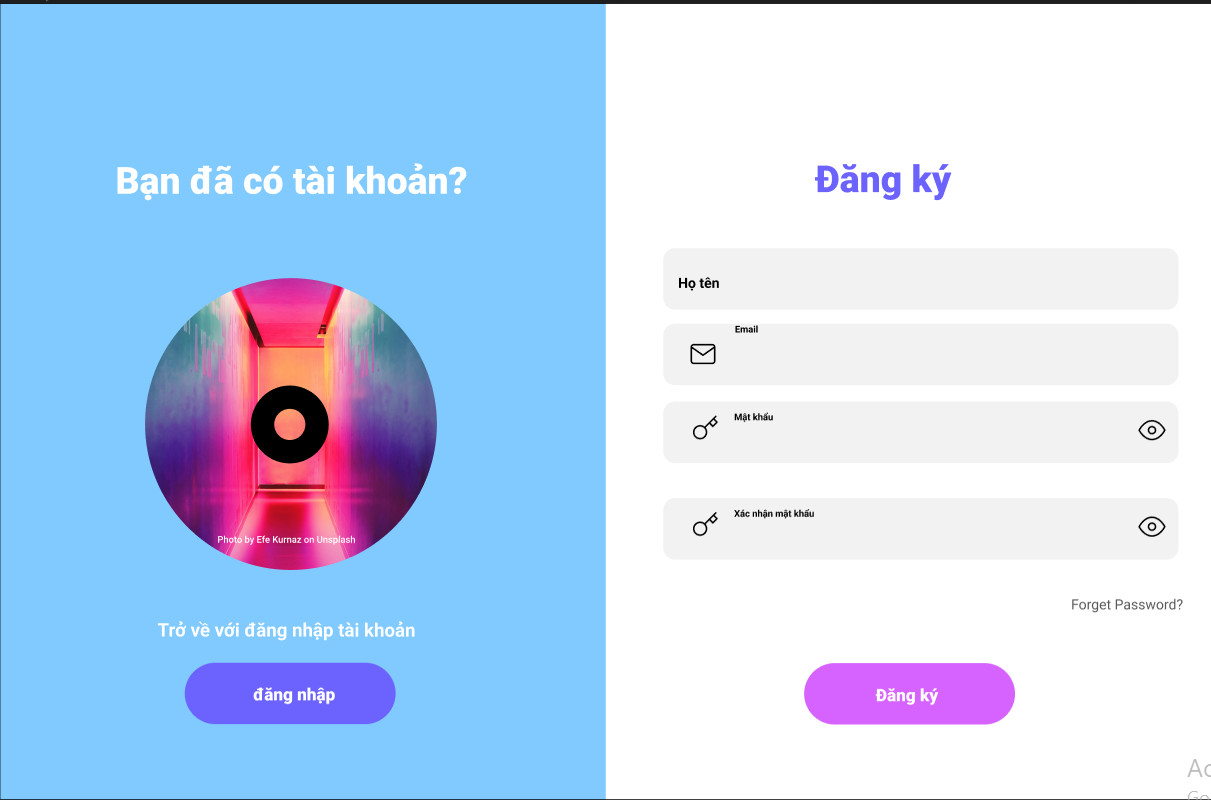 Bạn đã có tài khoản?
Photo by Efe Kurnaz on Unsplash
Trở về với đăng nhập tài khoản
đăng nhập
Đăng ký
Họ tên
Email
Mật khẩu
Xác nhận mật khẩu
Forget Password?
Đăng ký